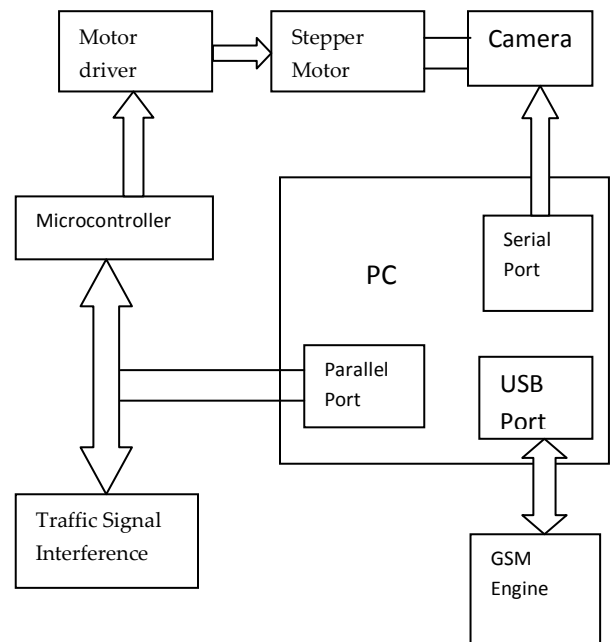 Motor
driver
Stepper
Motor
Camera
Microcontroller
Serial
Port
PC
Parallel
Port
USB
Port
Traffic Signal
Interference
GSM
Engine